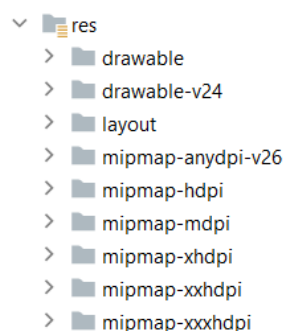 res
drawable
drawable-v24
layout
mipmap-anydpi-v26
mipmap-hdpi
mipmap-mdpi
mipmap-xhdpi
mipmap-xxhdpi
mipmap-xxxhdpi